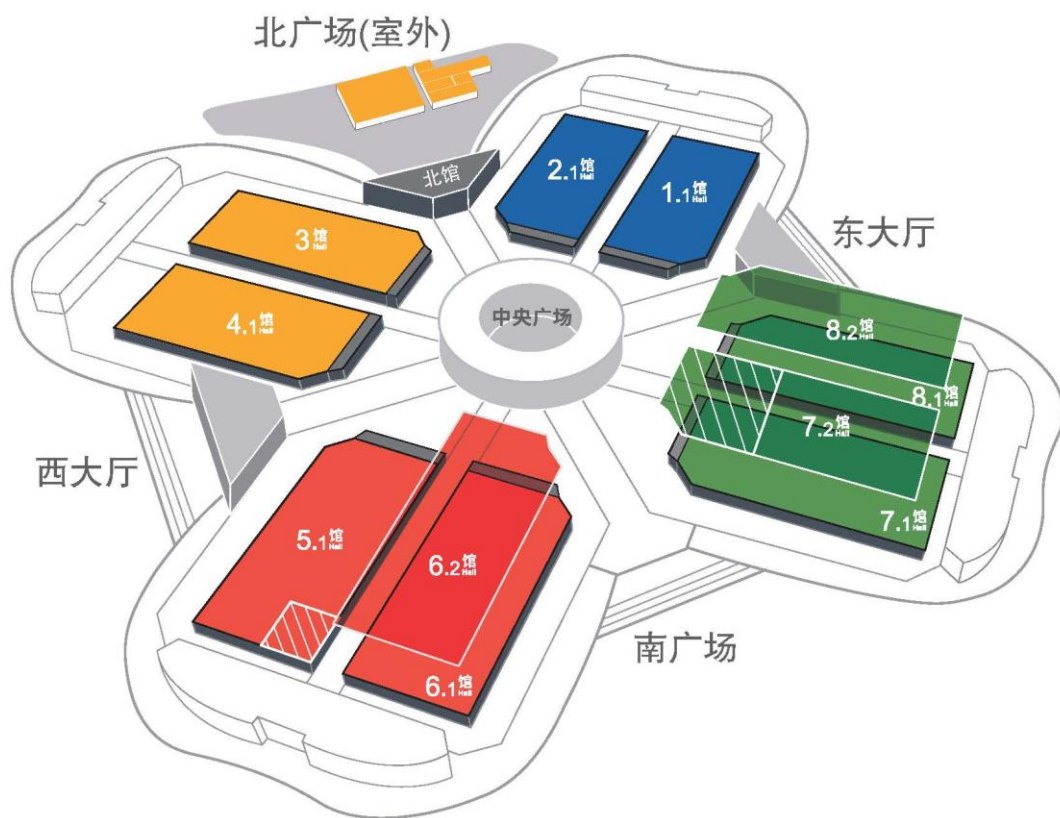 北广场(室外)
北馆
2.1馆 Hall
1.1馆 Hall
东大厅
3馆 Hall
4.1馆 Hall
中央广场
8.2馆 Hall
8.1馆 Hall
7.2馆 Hall
7.1馆 Hall
西大厅
5.1馆 Hall
6.2馆 Hall
6.1馆 Hall
南广场